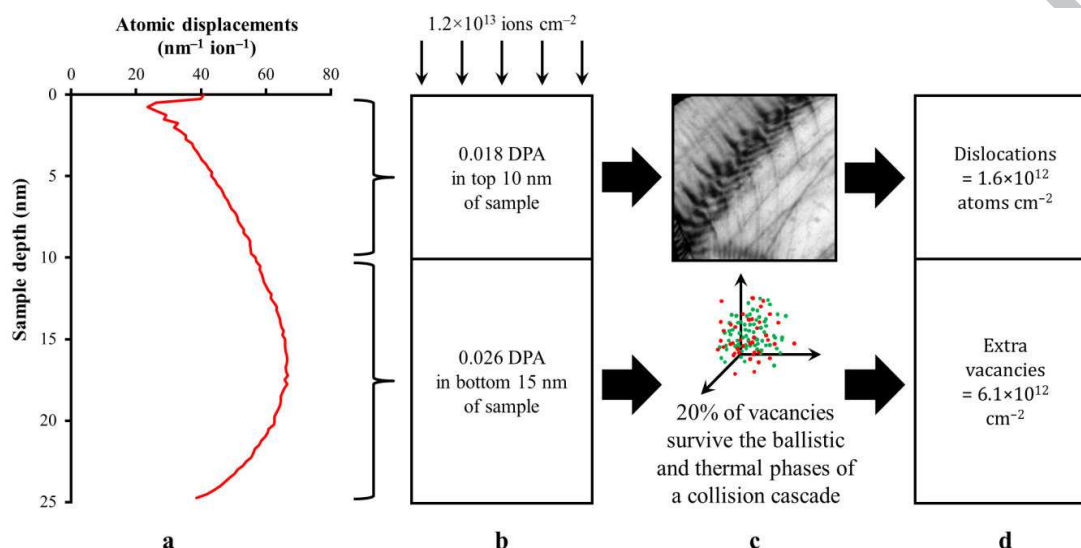 Atomic displacements
(nm⁻¹ ion⁻¹)
0 20 40 60 80
0
5
10
15
20
25
Sample depth (nm)
a
1.2×10¹³ ions cm⁻²
0.018 DPA
in top 10 nm
of sample
0.026 DPA
in bottom 15 nm
of sample
b
20% of vacancies
survive the ballistic
and thermal phases of
a collision cascade
c
Dislocations
= 1.6×10¹²
atoms cm⁻²
Extra
vacancies
= 6.1×10¹²
cm⁻²
d